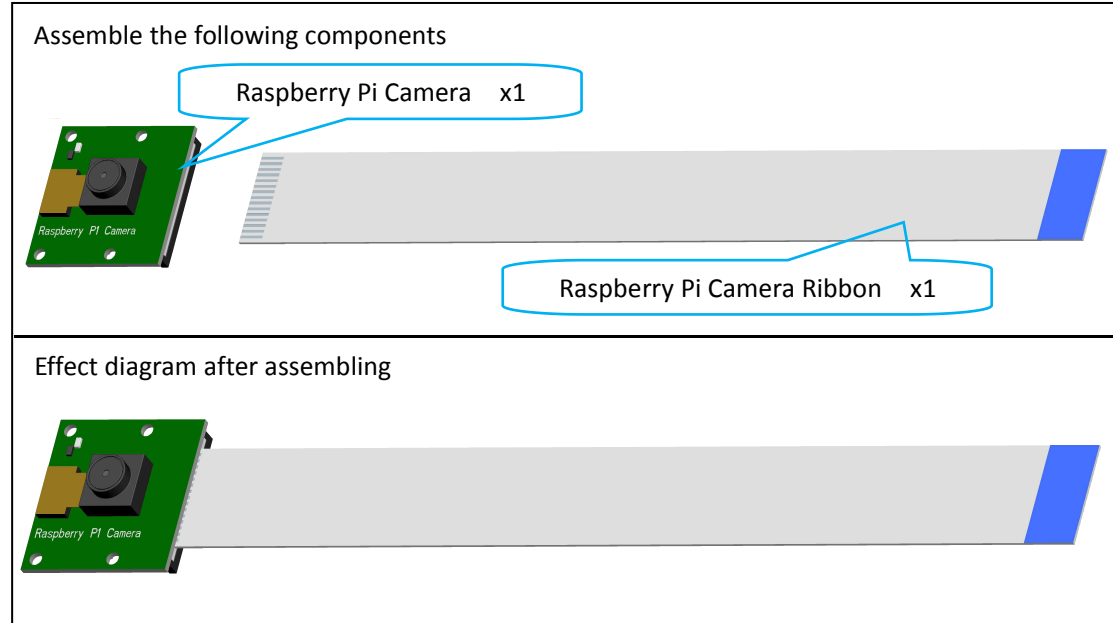 Assemble the following components
Raspberry Pi Camera x1
Raspberry PI Camera
Raspberry Pi Camera Ribbon x1
Effect diagram after assembling
Raspberry PI Camera